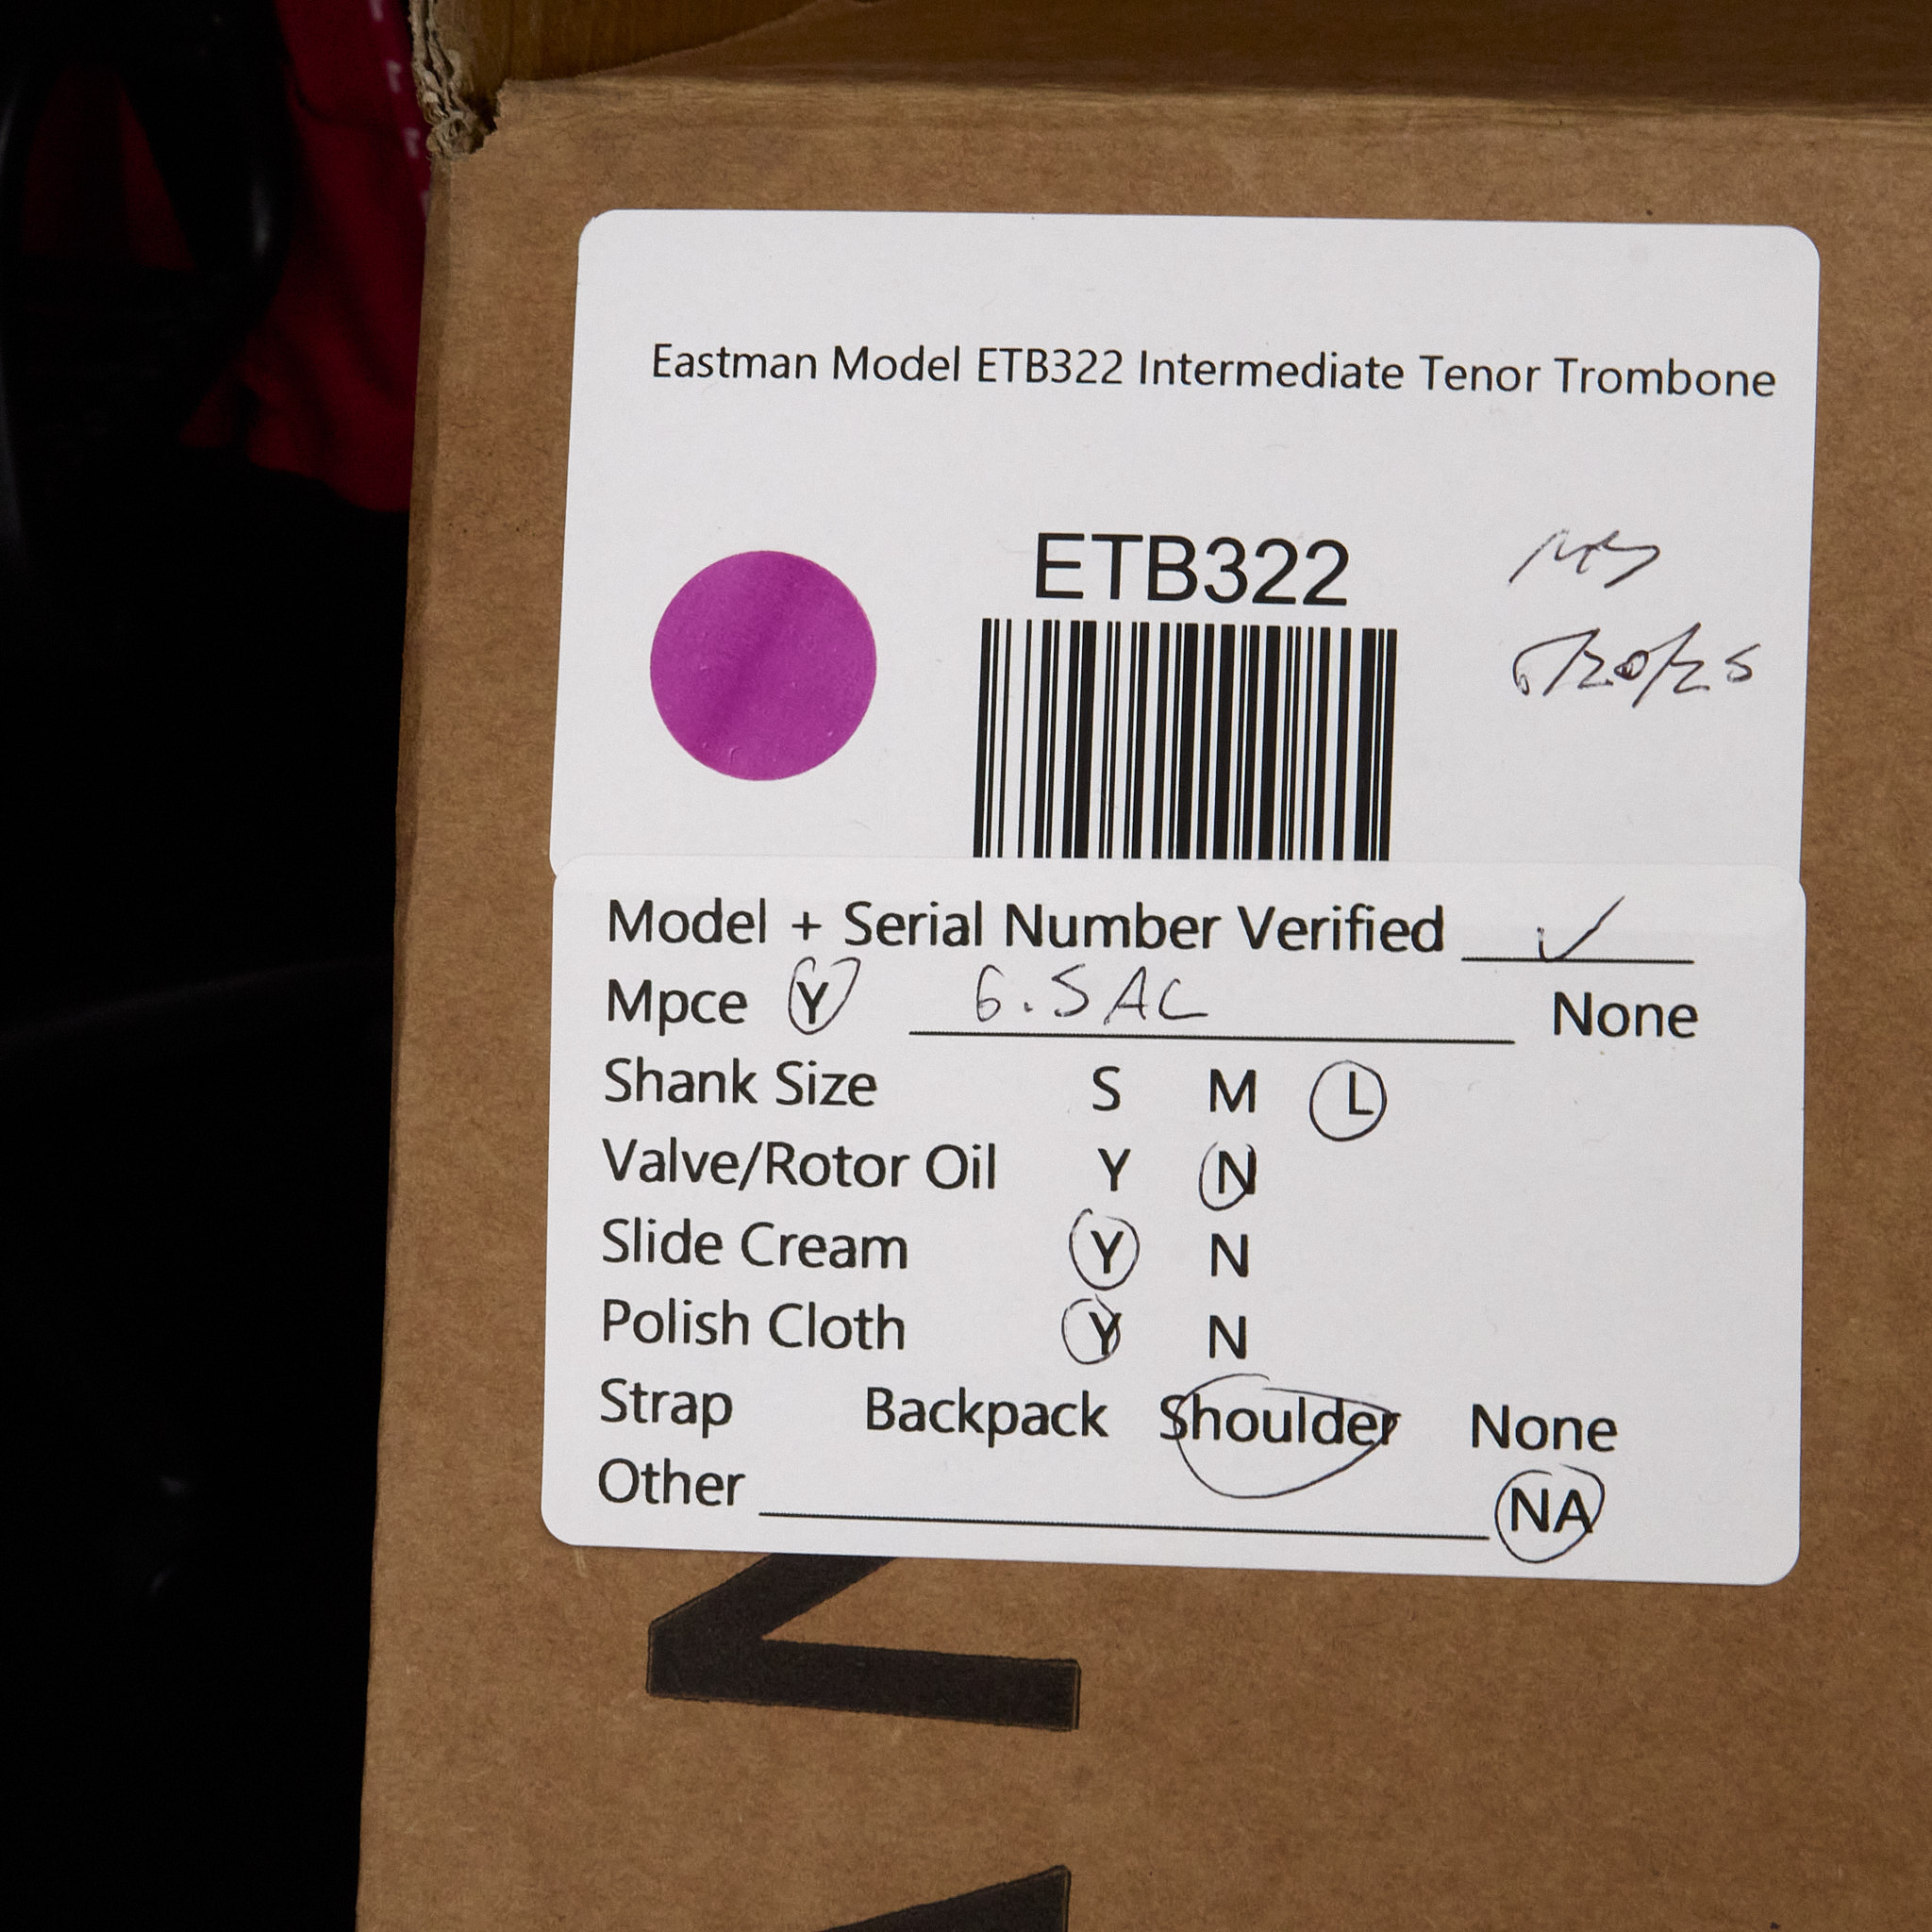 Eastman Model ETB322 Intermediate Tenor Trombone
ETB322
Model + Serial Number Verified ✓
Mpce Y 6.5AC None
Shank Size S M L
Valve/Rotor Oil Y N
Slide Cream Y N
Polish Cloth Y N
Strap Backpack Shoulder None
Other NA